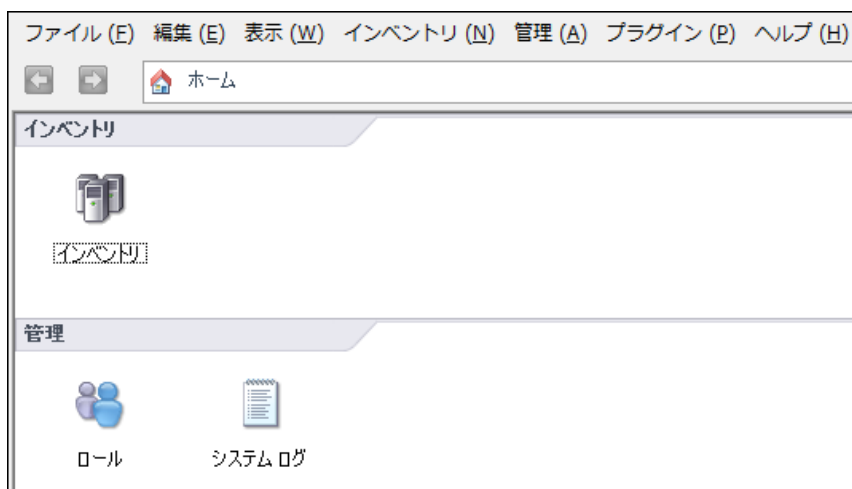 ファイル (F) 編集 (E) 表示 (W) インベントリ (N) 管理 (A) プラグイン (P) ヘルプ (H)
ホーム
インベントリ
インベントリ
管理
ロール システム ログ